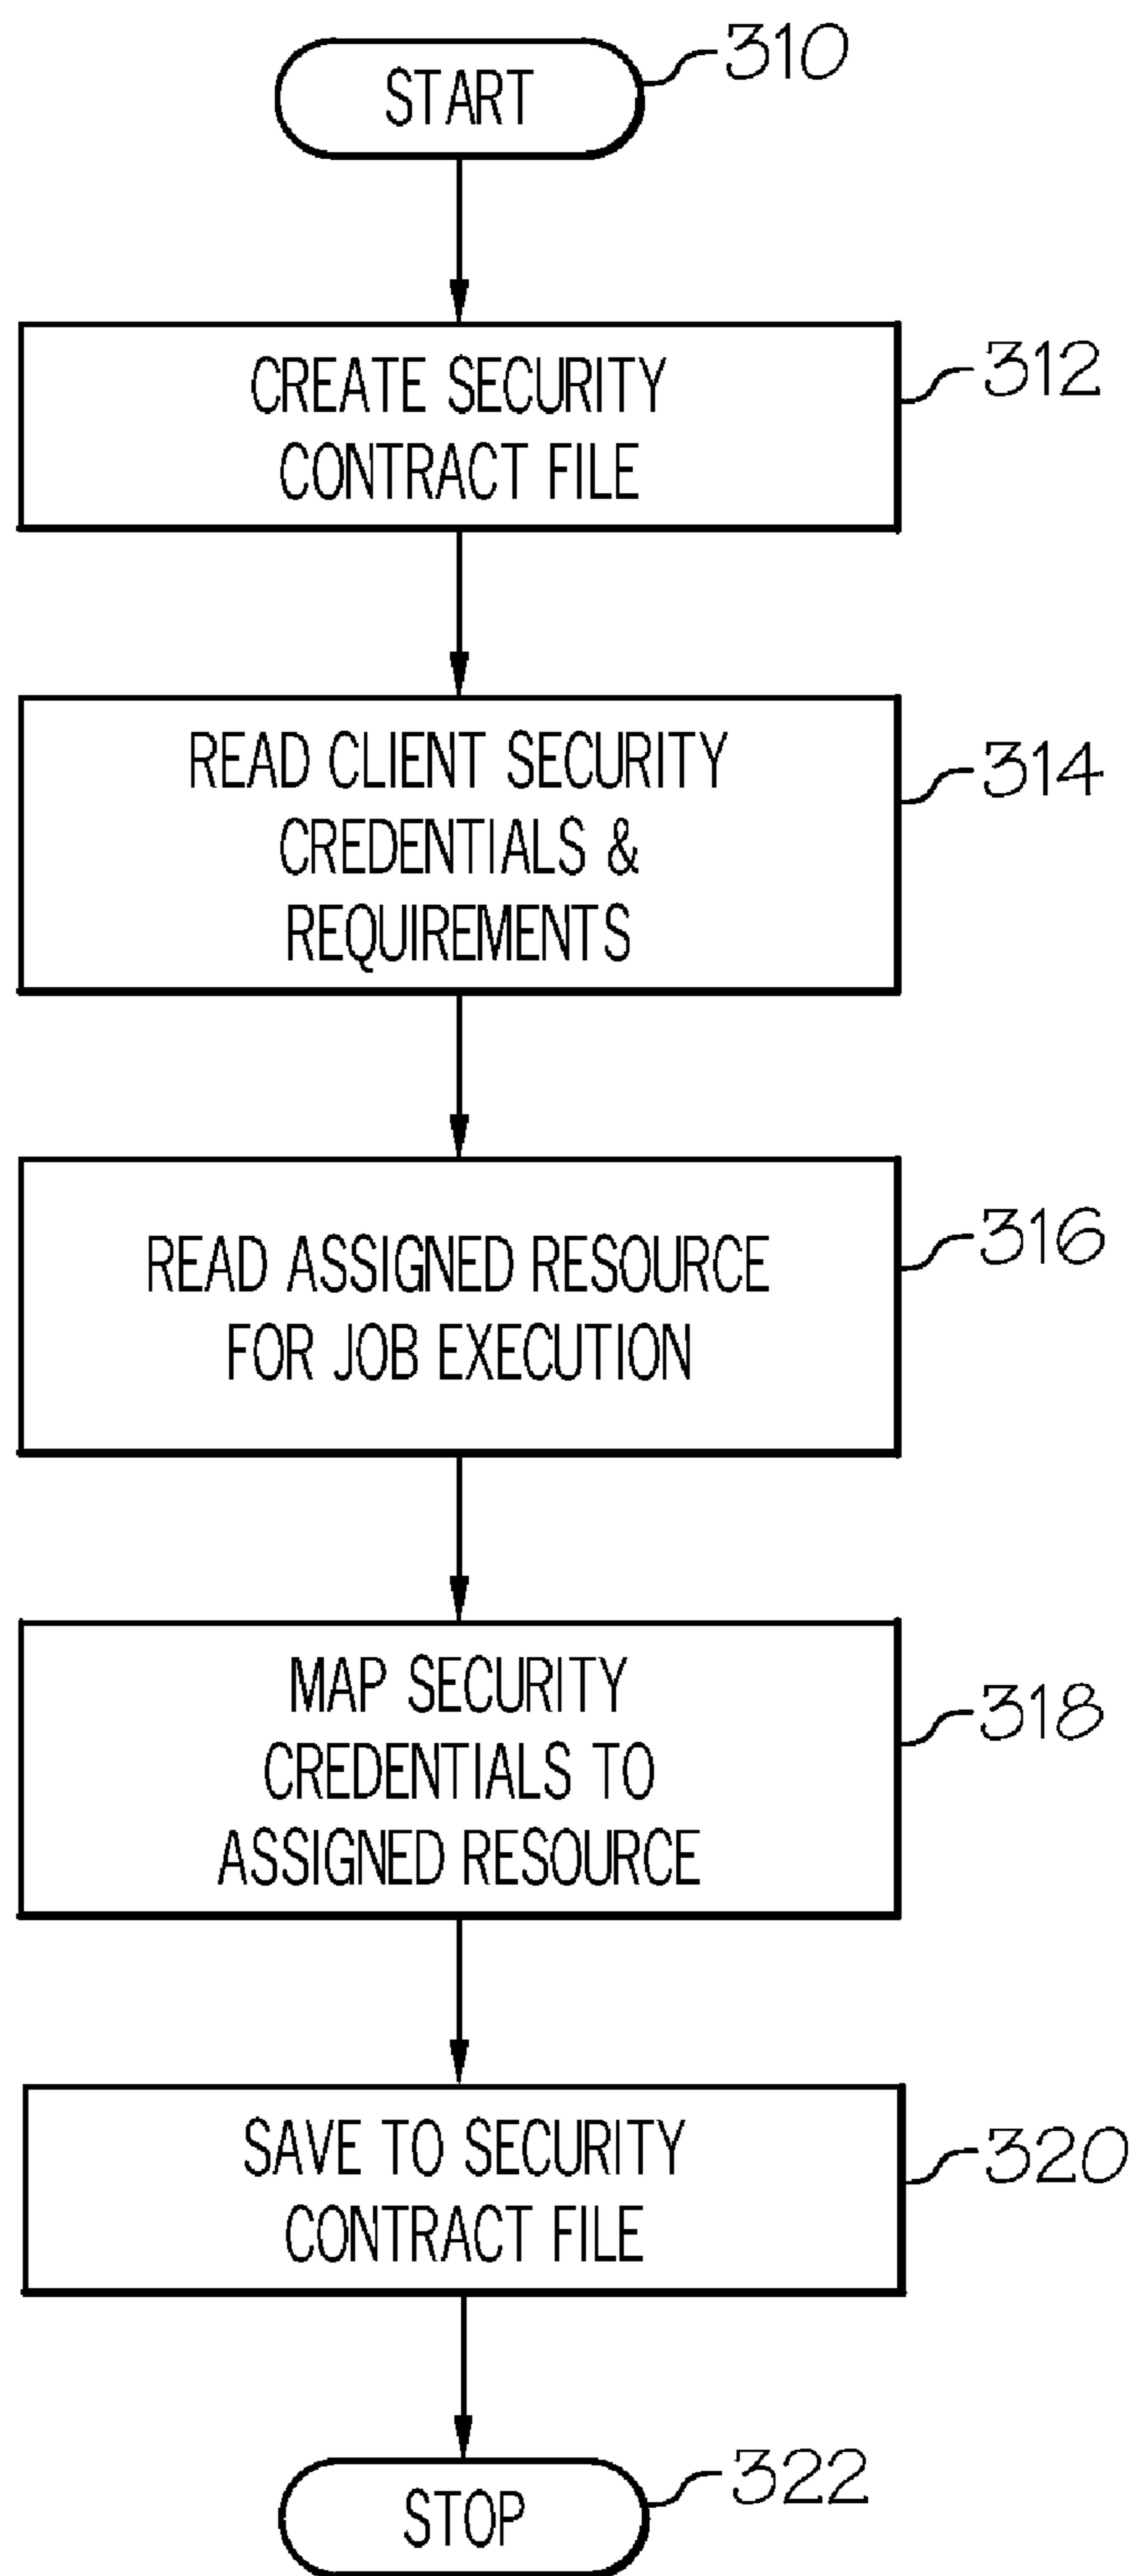 START
310
CREATE SECURITY
CONTRACT FILE
312
READ CLIENT SECURITY
CREDENTIALS &
REQUIREMENTS
314
READ ASSIGNED RESOURCE
FOR JOB EXECUTION
316
MAP SECURITY
CREDENTIALS TO
ASSIGNED RESOURCE
318
SAVE TO SECURITY
CONTRACT FILE
320
STOP
322